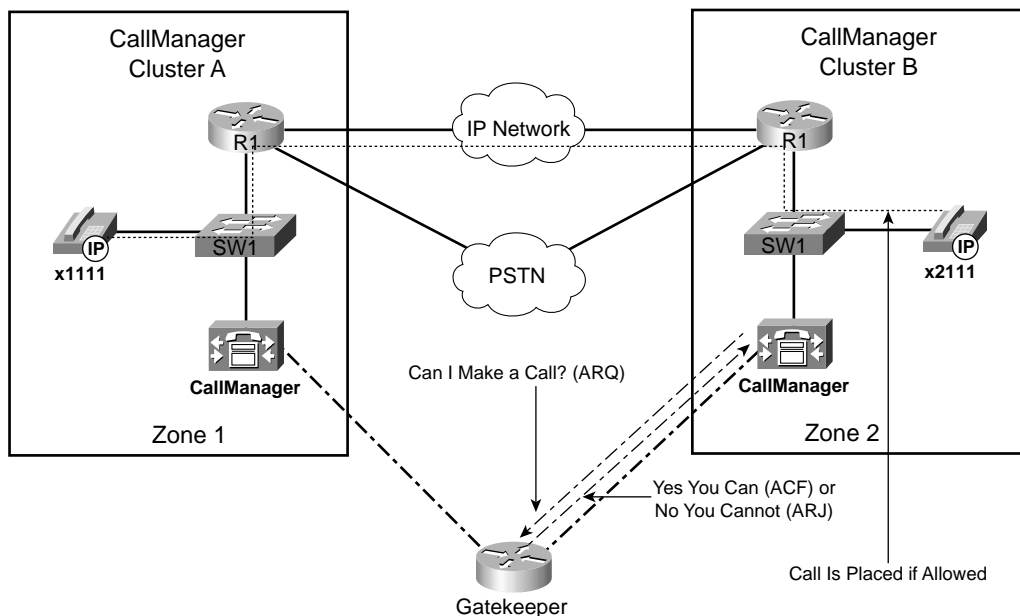 CallManager
Cluster A
CallManager
Cluster B
R1
IP Network
R1
IP
x1111
SW1
PSTN
SW1
IP
x2111
CallManager
Can I Make a Call? (ARQ)
CallManager
Zone 1
Zone 2
Yes You Can (ACF) or
No You Cannot (ARJ)
Call Is Placed if Allowed
Gatekeeper